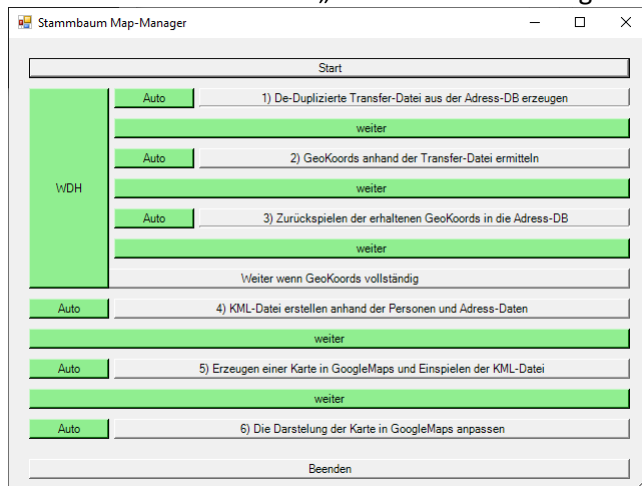 Stammbaum Map-Manager
Start
Auto 1) De-Duplizierte Transfer-Datei aus der Adress-DB erzeugen
weiter
Auto 2) GeoKoords anhand der Transfer-Datei ermitteln
WDH weiter
Auto 3) Zurückspielen der erhaltenen GeoKoords in die Adress-DB
weiter
Weiter wenn GeoKoords vollständig
Auto 4) KML-Datei erstellen anhand der Personen und Adress-Daten
weiter
Auto 5) Erzeugen einer Karte in GoogleMaps und Einspielen der KML-Datei
weiter
Auto 6) Die Darstelung der Karte in GoogleMaps anpassen
Beenden